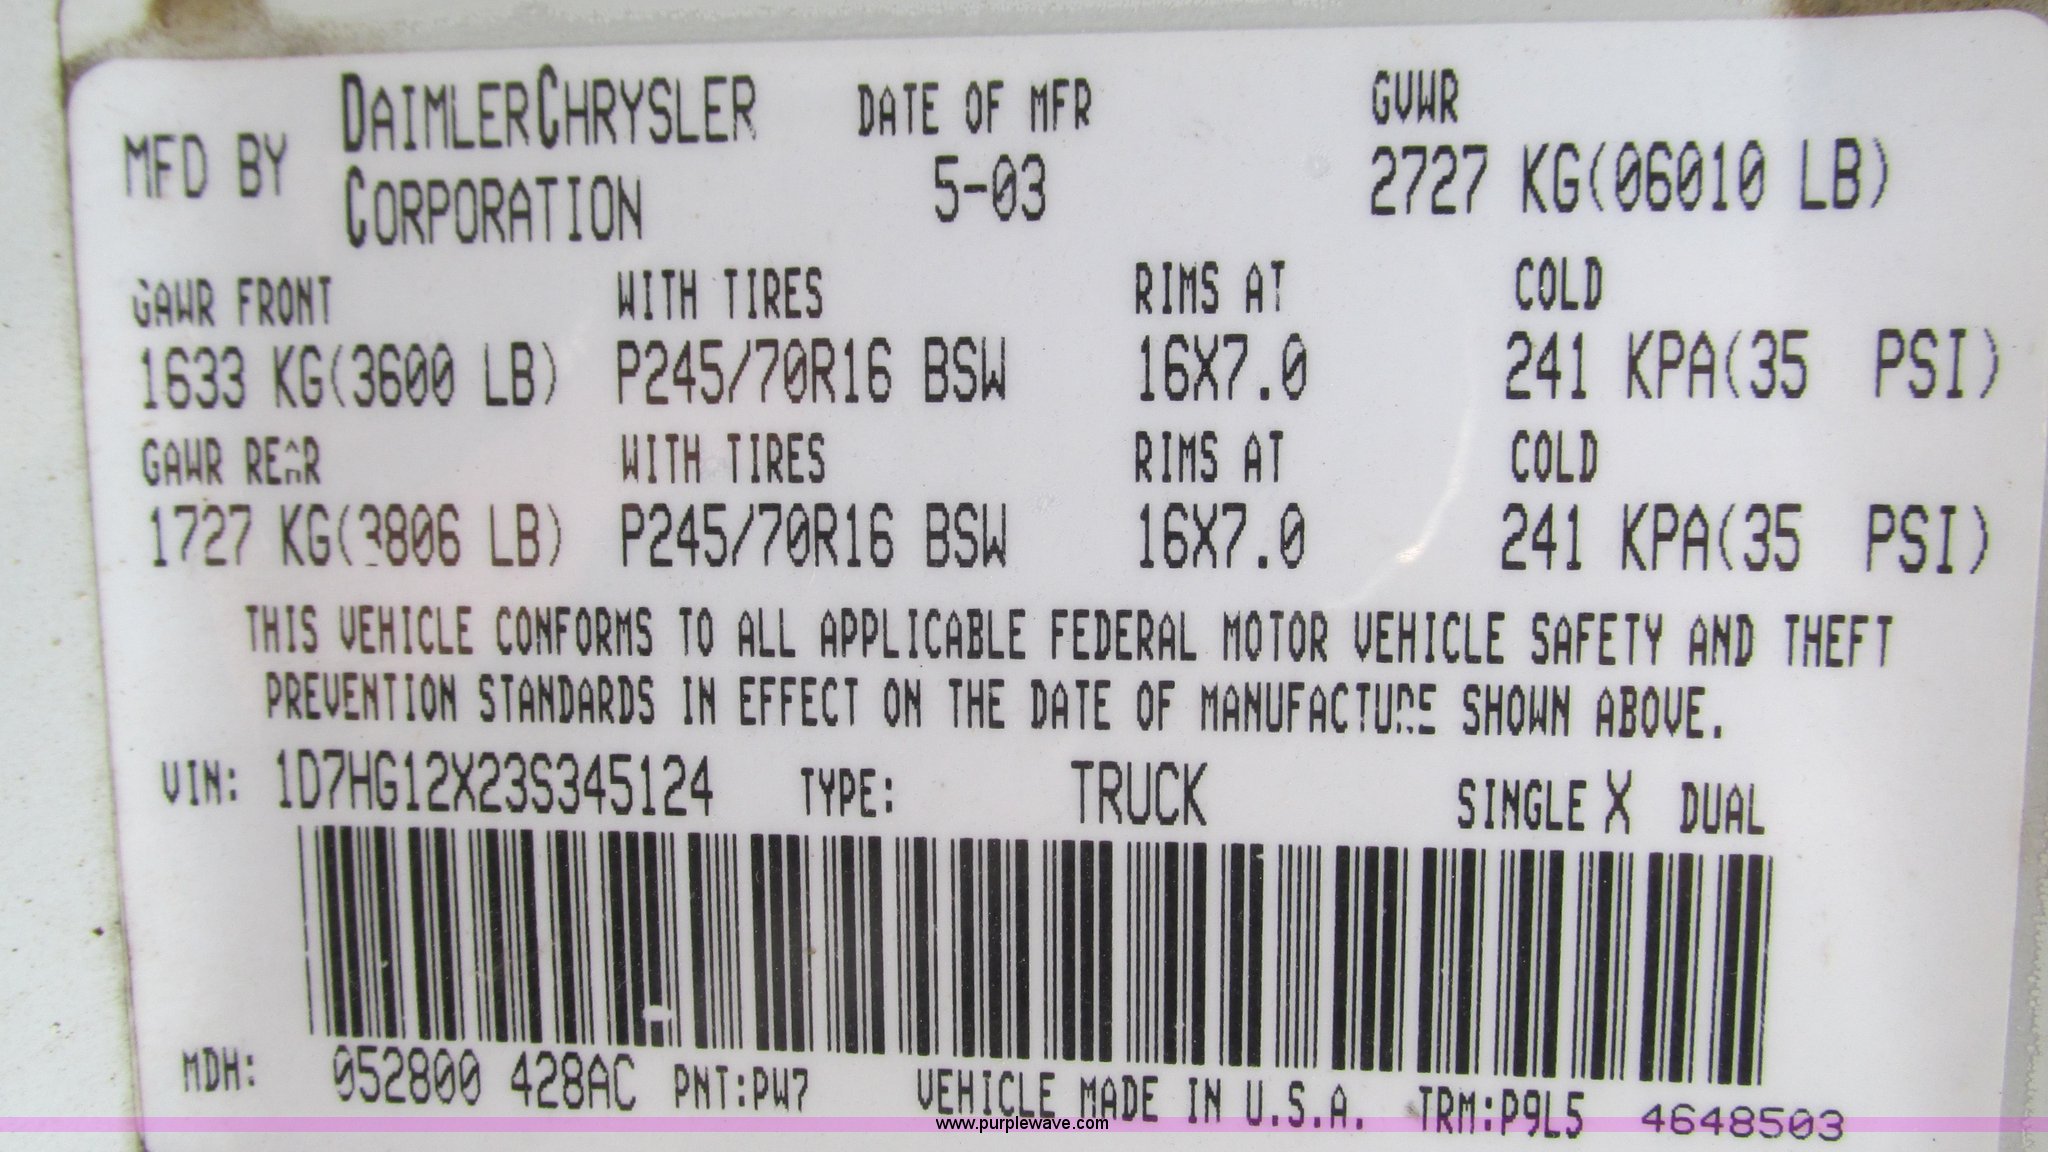 MFD BY DAIMLERCHRYSLER CORPORATION DATE OF MFR 5-03 GVWR 2727 KG(06010 LB)
GAWR FRONT WITH TIRES RIMS AT COLD
1633 KG(3600 LB) P245/70R16 BSW 16X7.0 241 KPA(35 PSI)
GAWR REAR WITH TIRES RIMS AT COLD
1727 KG(3806 LB) P245/70R16 BSW 16X7.0 241 KPA(35 PSI)
THIS VEHICLE CONFORMS TO ALL APPLICABLE FEDERAL MOTOR VEHICLE SAFETY AND THEFT
PREVENTION STANDARDS IN EFFECT ON THE DATE OF MANUFACTURE SHOWN ABOVE.
VIN: 1D7HG12X23S345124 TYPE: TRUCK SINGLE X DUAL
MDH: 052800 428AC PNT:PW7 VEHICLE MADE IN U.S.A. TRM:P9L5 4648503
www.purplewave.com